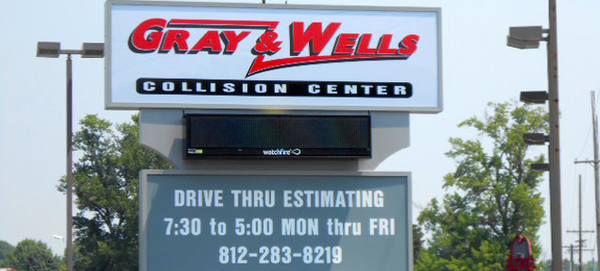 GRAY & WELLS
COLLISION CENTER
watchfire
DRIVE THRU ESTIMATING
7:30 to 5:00 MON thru FRI
812-283-8219